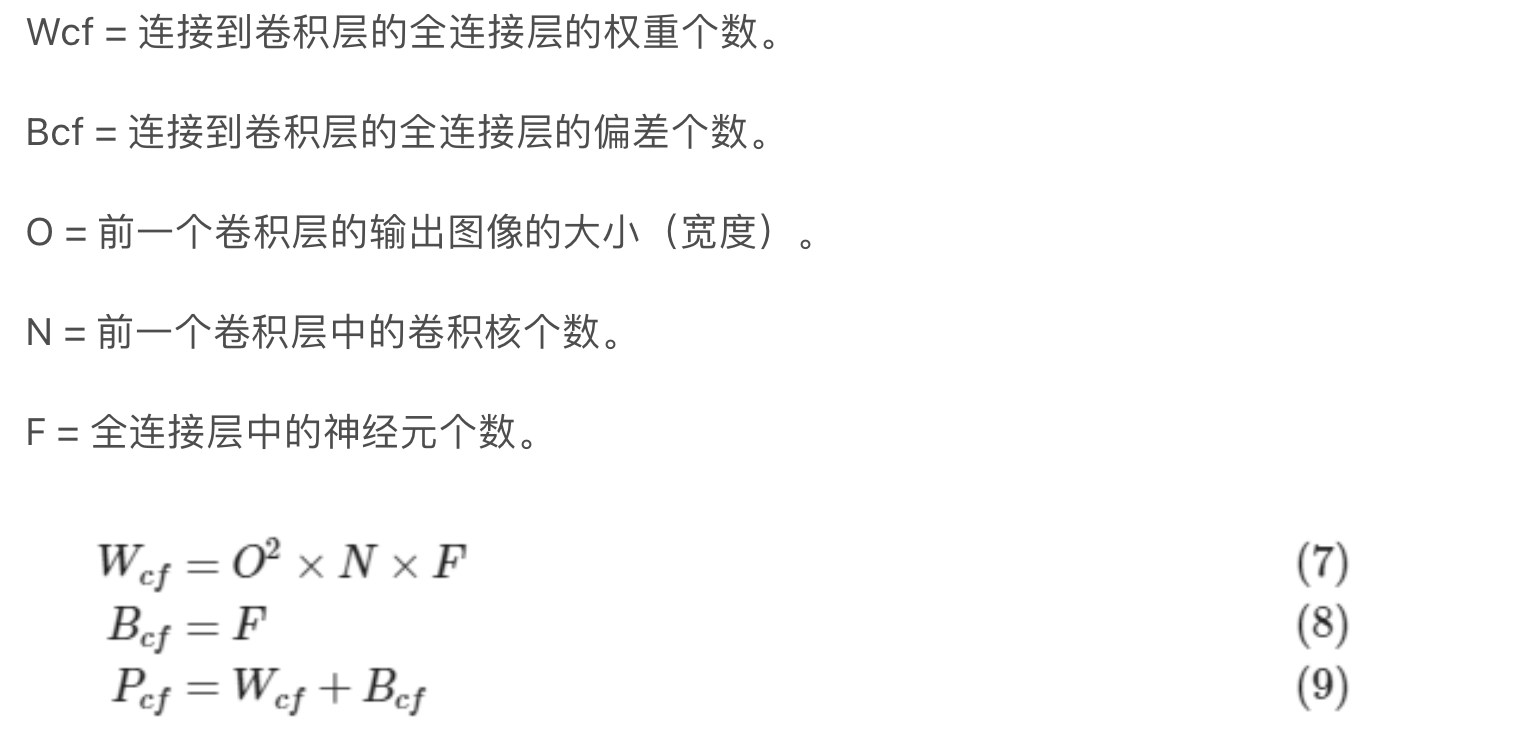 Wcf = 连接到卷积层的全连接层的权重个数。
Bcf = 连接到卷积层的全连接层的偏差个数。
O = 前一个卷积层的输出图像的大小（宽度）。
N = 前一个卷积层中的卷积核个数。
F = 全连接层中的神经元个数。
W_{cf} = O^2 × N × F (7)
B_{cf} = F (8)
P_{cf} = W_{cf} + B_{cf} (9)